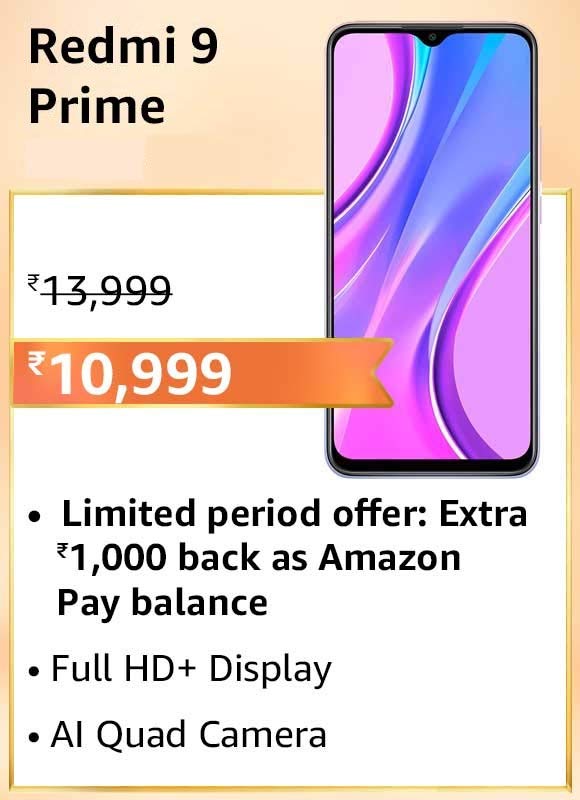 Redmi 9
Prime
₹13,999
₹10,999
• Limited period offer: Extra
₹1,000 back as Amazon
Pay balance
• Full HD+ Display
• AI Quad Camera